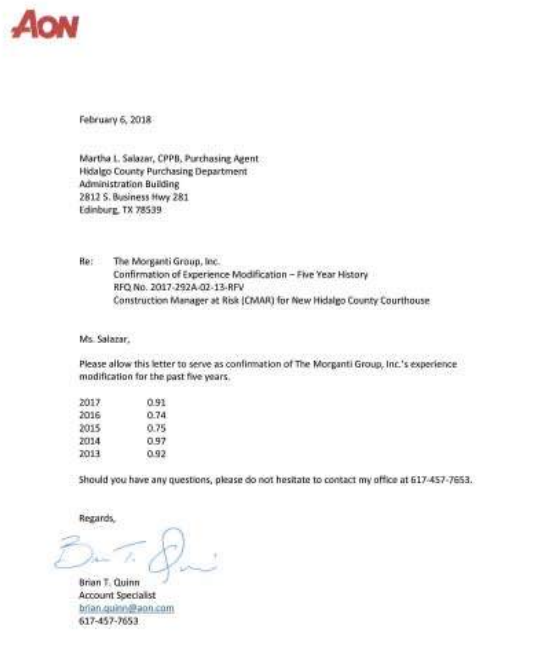 AON
February 6, 2018
Martha L. Salazar, CPPB, Purchasing Agent
Hidalgo County Purchasing Department
Administration Building
2812 S. Business Hwy 281
Edinburg, TX 78539
Re: The Morganti Group, Inc.
Confirmation of Experience Modification – Five Year History
RFQ No. 2017-292A-02-13-RFV
Construction Manager at Risk (CMAR) for New Hidalgo County Courthouse
Ms. Salazar,
Please allow this letter to serve as confirmation of The Morganti Group, Inc.'s experience
modification for the past five years.
2017 0.91
2016 0.74
2015 0.75
2014 0.97
2013 0.92
Should you have any questions, please do not hesitate to contact my office at 617-457-7653.
Regards,
Brian T. Quinn
Brian T. Quinn
Account Specialist
brian.quinn@aon.com
617-457-7653